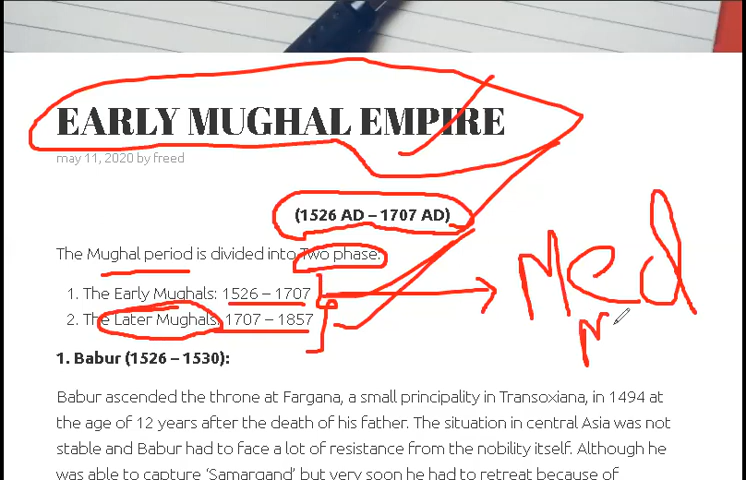 EARLY MUGHAL EMPIRE
may 11, 2020 by freed
(1526 AD – 1707 AD)
The Mughal period is divided into Two phase.
1. The Early Mughals: 1526 – 1707
2. The Later Mughals: 1707 – 1857
Med
1. Babur (1526 – 1530):
Babur ascended the throne at Fargana, a small principality in Transoxiana, in 1494 at
the age of 12 years after the death of his father. The situation in central Asia was not
stable and Babur had to face a lot of resistance from the nobility itself. Although he
was able to capture ‘Samarqand’ but very soon he had to retreat because of